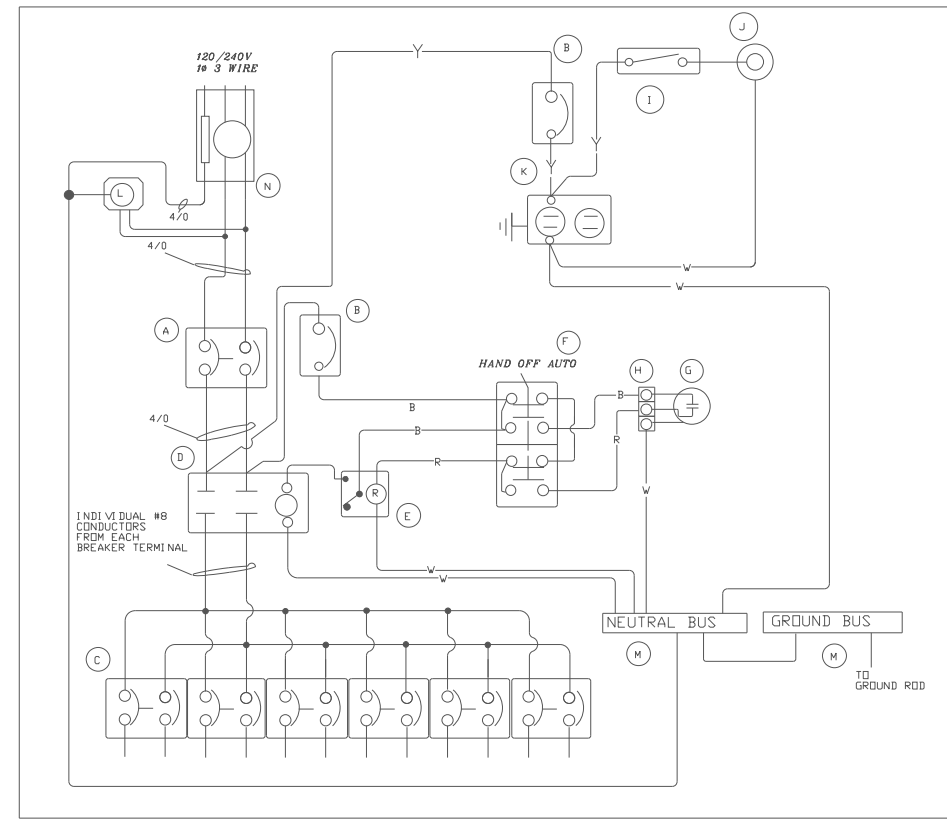 120/240V
1ø 3 WIRE
Y
B
J
I
Y
Y
K
N
L
4/0
4/0
W
W
B
A
F
HAND OFF AUTO
H
G
B
B
B
R
R
4/0
D
R
E
W
INDIVIDUAL #8
CONDUCTORS
FROM EACH
BREAKER TERMINAL
W
W
NEUTRAL BUS
GROUND BUS
C
M
M
TO
GROUND ROD